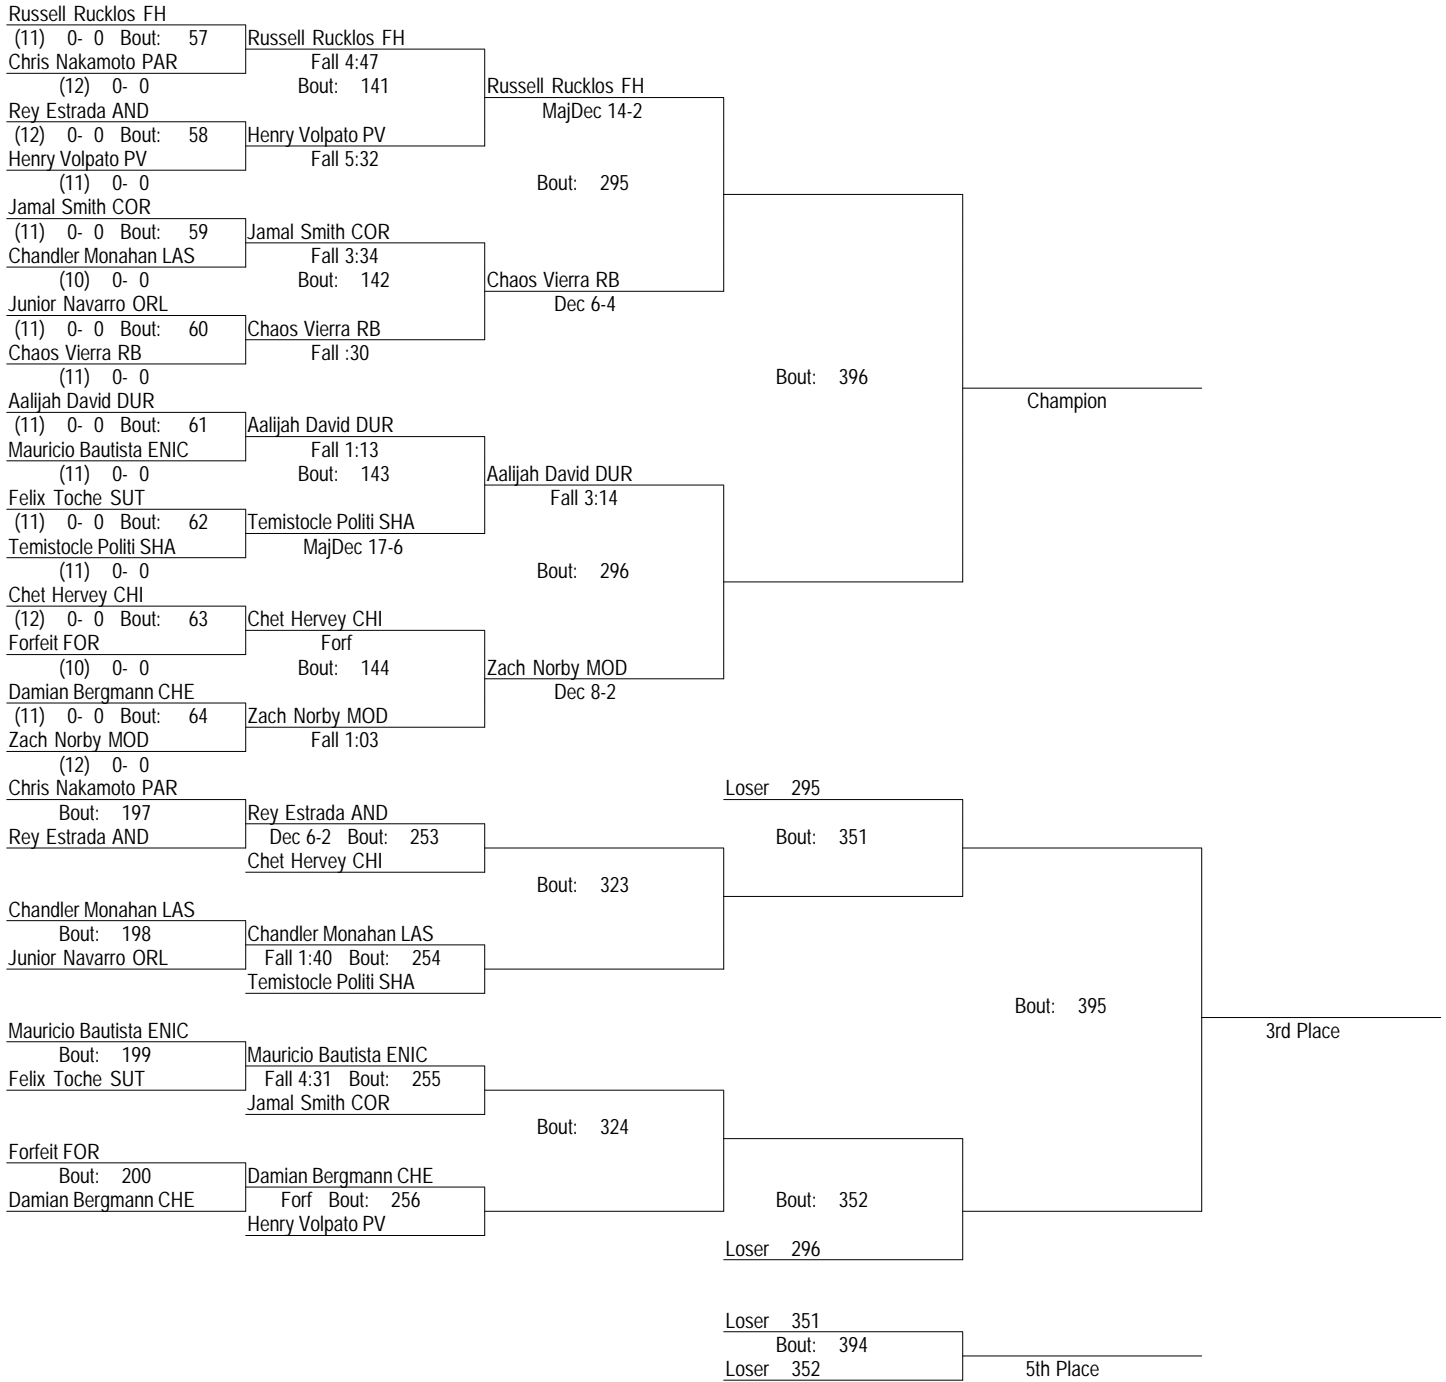 Russell Rucklos FH
(11) 0- 0 Bout: 57 Russell Rucklos FH
Chris Nakamoto PAR Fall 4:47
(12) 0- 0 Bout: 141 Russell Rucklos FH
Rey Estrada AND MajDec 14-2
(12) 0- 0 Bout: 58 Henry Volpato PV
Henry Volpato PV Fall 5:32
(11) 0- 0 Bout: 295
Jamal Smith COR
(11) 0- 0 Bout: 59 Jamal Smith COR
Chandler Monahan LAS Fall 3:34
(10) 0- 0 Bout: 142 Chaos Vierra RB
Junior Navarro ORL Dec 6-4
(11) 0- 0 Bout: 60 Chaos Vierra RB
Chaos Vierra RB Fall :30
(11) 0- 0 Bout: 396
Aalijah David DUR Champion
(11) 0- 0 Bout: 61 Aalijah David DUR
Mauricio Bautista ENIC Fall 1:13
(11) 0- 0 Bout: 143 Aalijah David DUR
Felix Toche SUT Fall 3:14
(11) 0- 0 Bout: 62 Temistocle Politi SHA
Temistocle Politi SHA MajDec 17-6
(11) 0- 0 Bout: 296
Chet Hervey CHI
(12) 0- 0 Bout: 63 Chet Hervey CHI
Forfeit FOR Forf
(10) 0- 0 Bout: 144 Zach Norby MOD
Damian Bergmann CHE Dec 8-2
(11) 0- 0 Bout: 64 Zach Norby MOD
Zach Norby MOD Fall 1:03
(12) 0- 0
Chris Nakamoto PAR Loser 295
Bout: 197 Rey Estrada AND
Rey Estrada AND Dec 6-2 Bout: 253 Bout: 351
Chet Hervey CHI
Bout: 323
Chandler Monahan LAS
Bout: 198 Chandler Monahan LAS
Junior Navarro ORL Fall 1:40 Bout: 254
Temistocle Politi SHA
Bout: 395
Mauricio Bautista ENIC 3rd Place
Bout: 199 Mauricio Bautista ENIC
Felix Toche SUT Fall 4:31 Bout: 255
Jamal Smith COR
Bout: 324
Forfeit FOR
Bout: 200 Damian Bergmann CHE
Damian Bergmann CHE Forf Bout: 256 Bout: 352
Henry Volpato PV
Loser 296
Loser 351
Bout: 394
Loser 352 5th Place